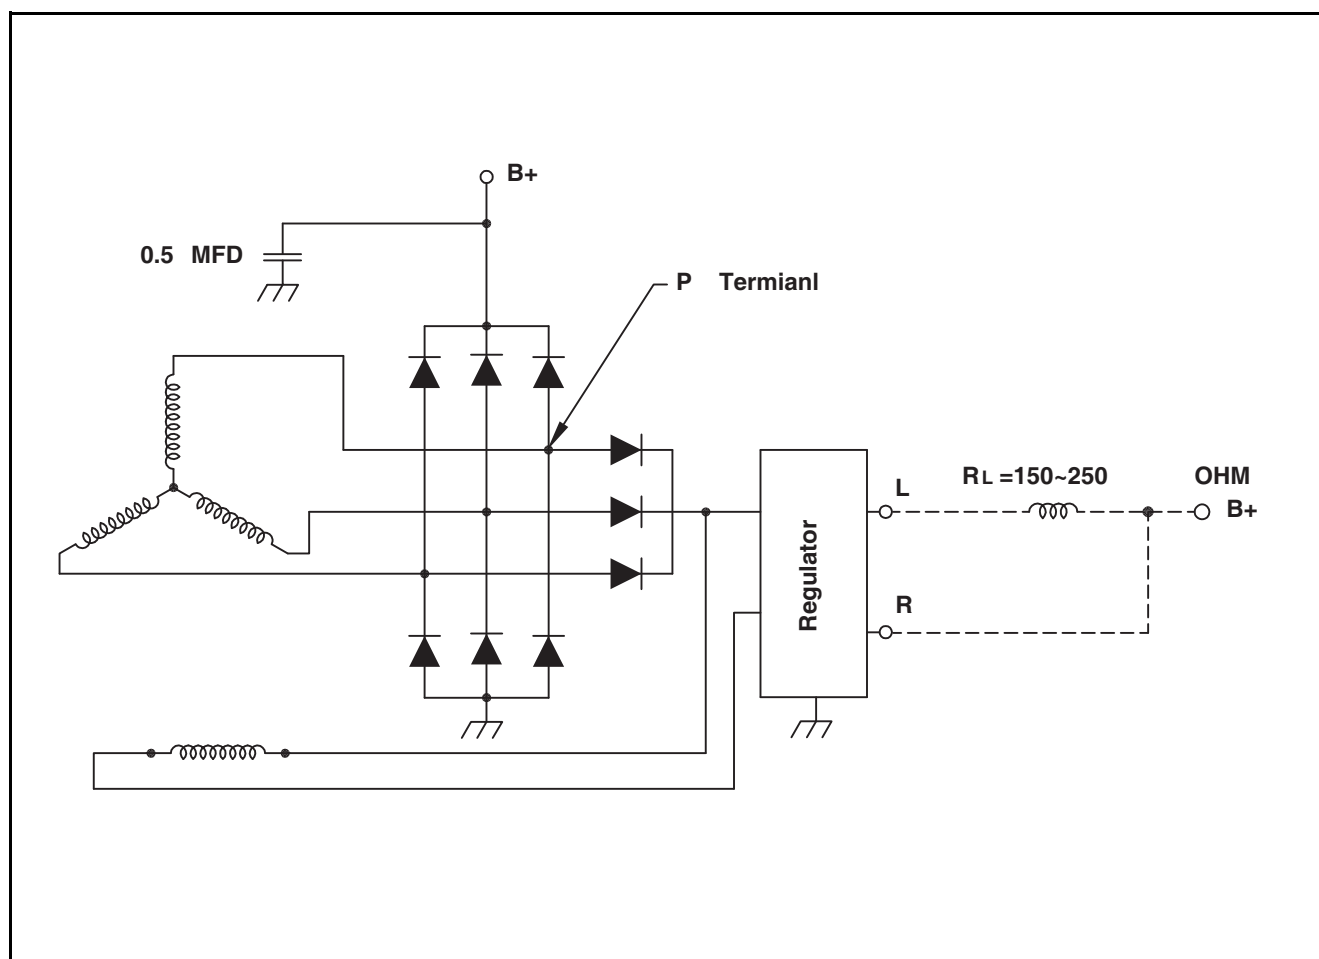 B+
0.5 MFD
P Termianl
RL =150~250 OHM
L
B+
R
Regulator